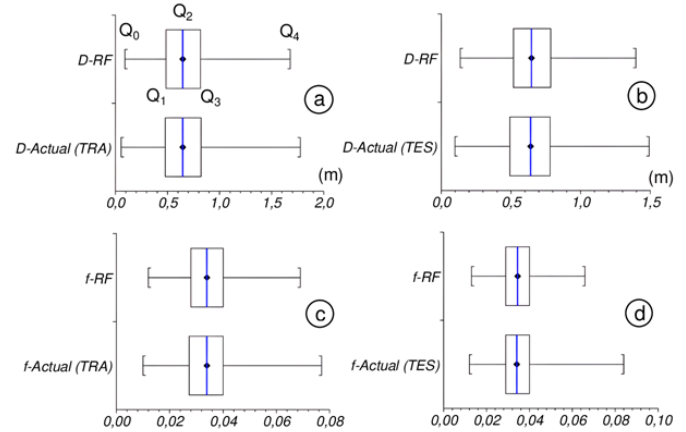 Q₂
Q₀
Q₄
D-RF
Q₁
Q₃
a
D-Actual (TRA)
(m)
0,0 0,5 1,0 1,5 2,0
D-RF
b
D-Actual (TES)
(m)
0,0 0,5 1,0 1,5
f-RF
c
f-Actual (TRA)
0,00 0,02 0,04 0,06 0,08
f-RF
d
f-Actual (TES)
0,00 0,02 0,04 0,06 0,08 0,10